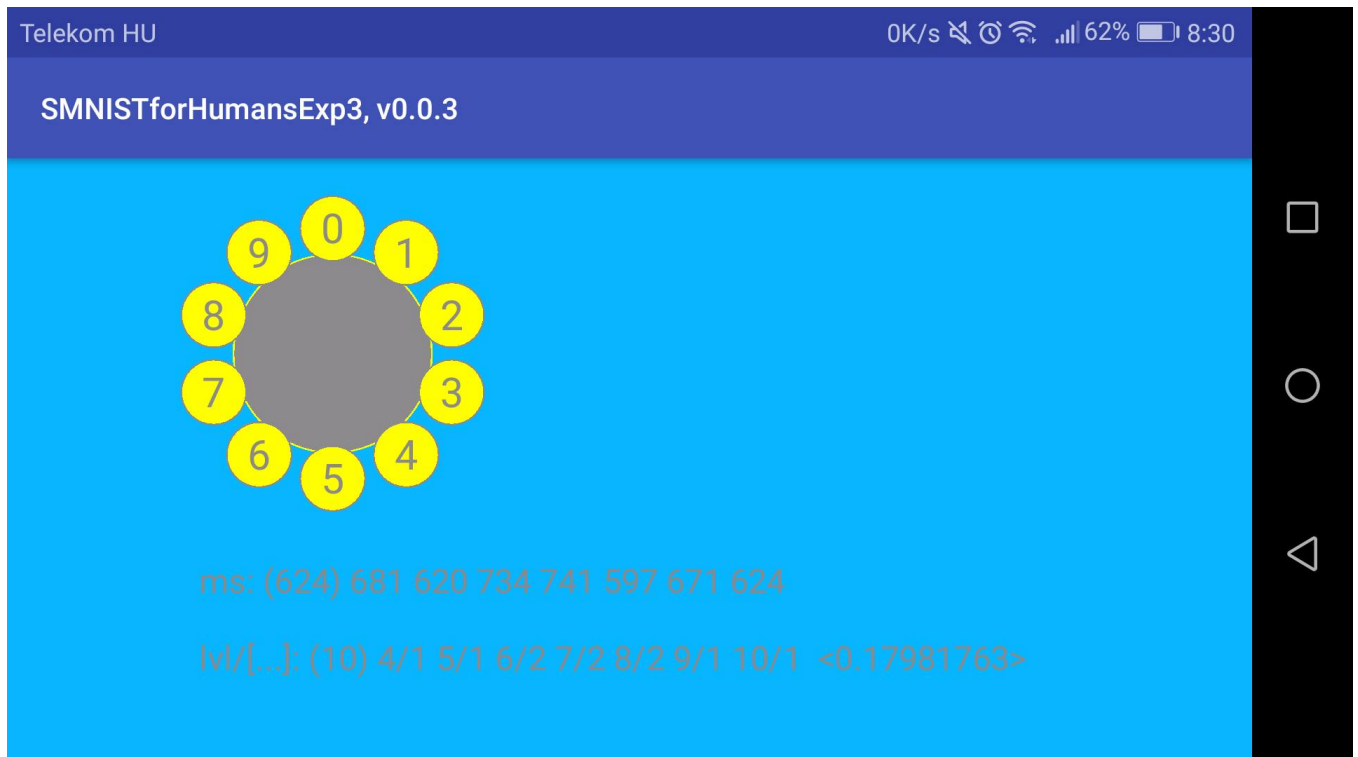 Telekom HU 0K/s 62% 8:30
SMNISTforHumansExp3, v0.0.3
0
9 1
8 2
7 3
6 4
5
ms: (624) 681 620 734 741 597 671 624
lvl/[...]: (10) 4/1 5/1 6/2 7/2 8/2 9/1 10/1 <0.17981763>